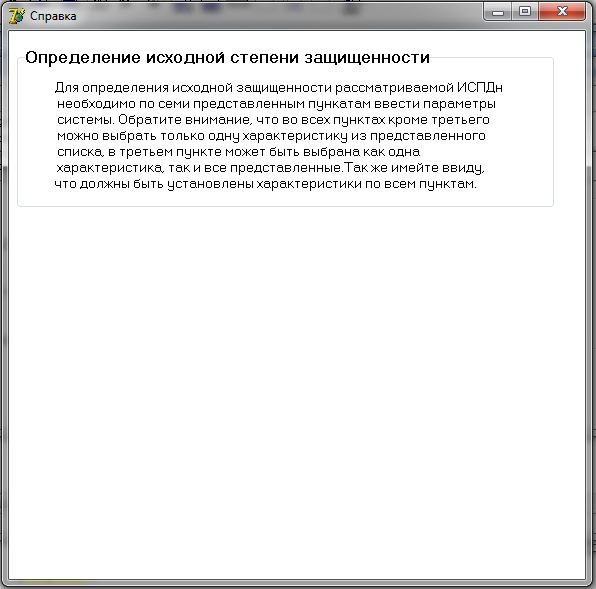 Справка
Определение исходной степени защищенности
Для определения исходной защищенности рассматриваемой ИСПДн
необходимо по семи представленным пункатам ввести параметры
системы. Обратите внимание, что во всех пунктах кроме третьего
можно выбрать только одну характеристику из представленного
списка, в третьем пункте может быть выбрана как одна
характеристика, так и все представленные.Так же имейте ввиду,
что должны быть установлены характеристики по всем пунктам.